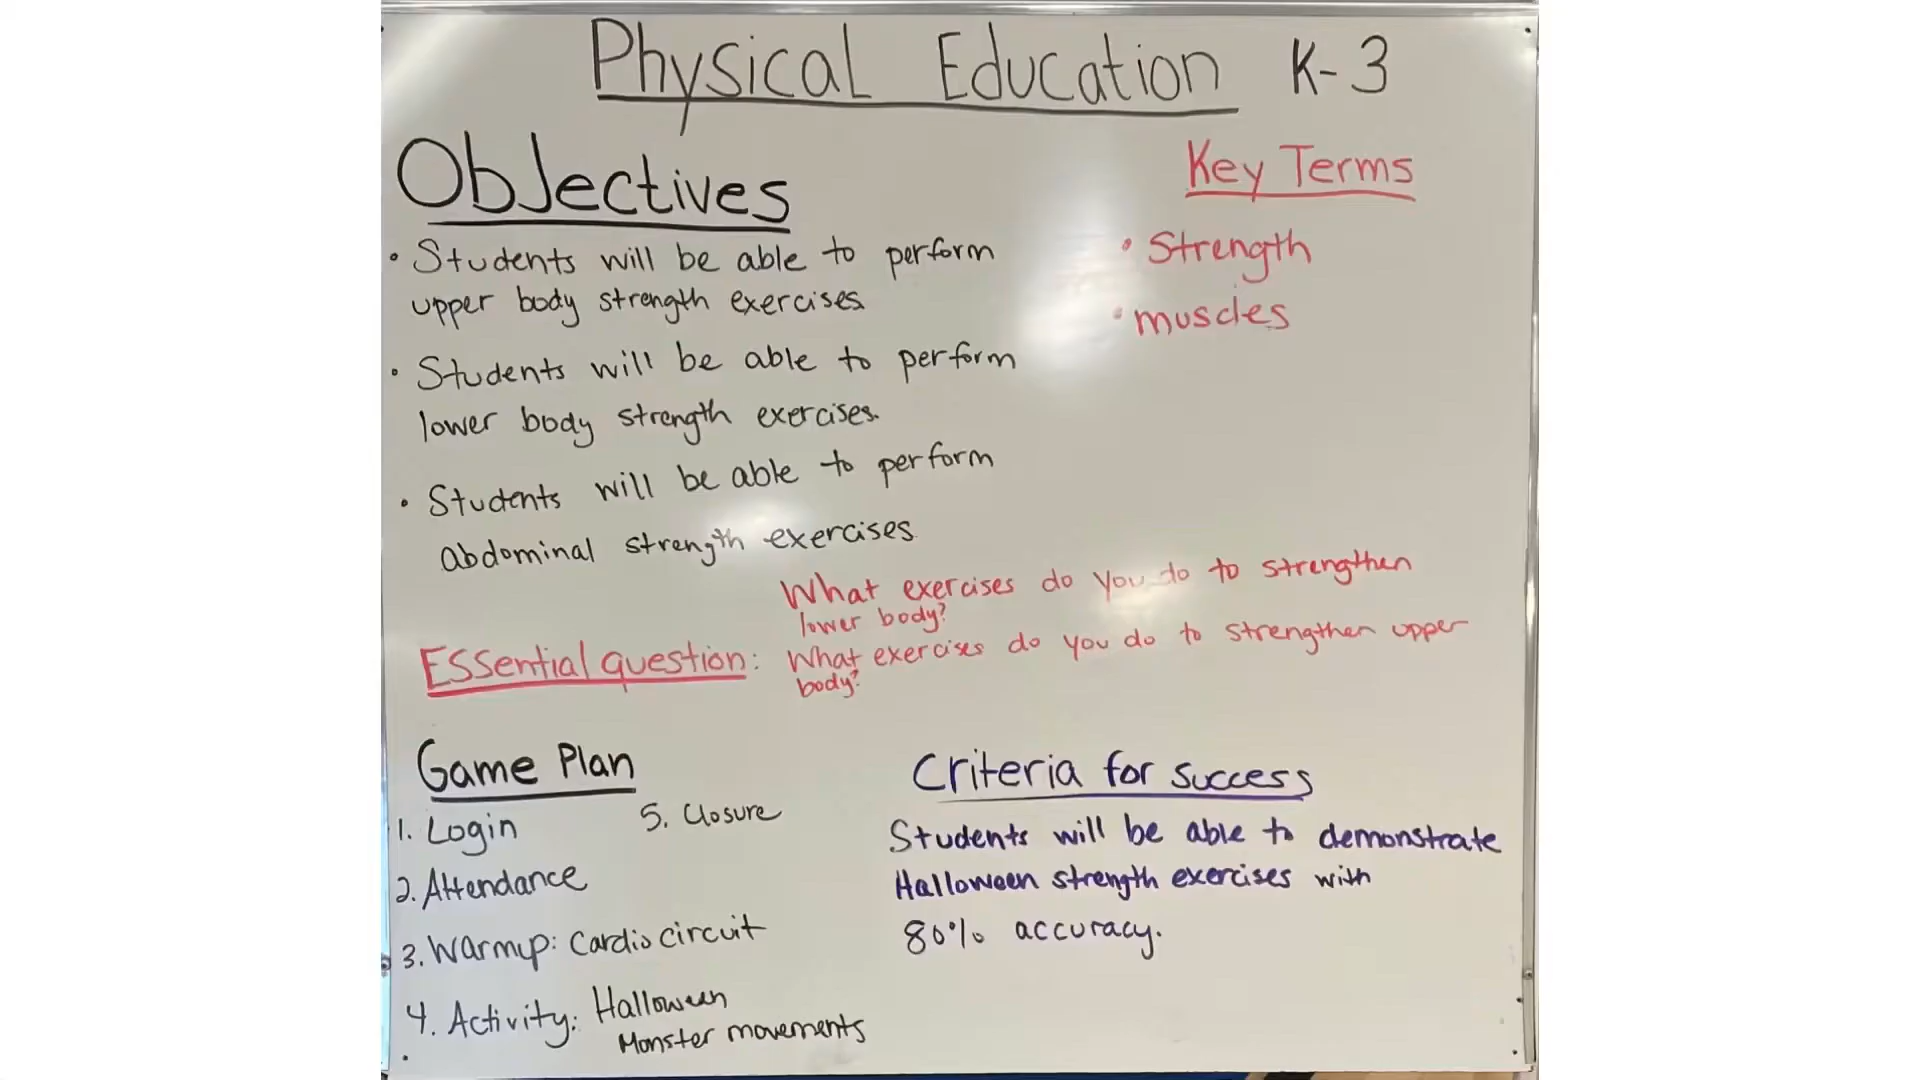 Physical Education K-3
Objectives
• Students will be able to perform
upper body strength exercises.
• Students will be able to perform
lower body strength exercises.
• Students will be able to perform
abdominal strength exercises.
Key Terms
• Strength
• muscles
Essential question: What exercises do you do to strengthen
lower body?
What exercises do you do to strengthen upper
body?
Game Plan
1. Login
2. Attendance
3. Warmup: Cardio circuit
4. Activity: Halloween
Monster movements
5. Closure
Criteria for success
Students will be able to demonstrate
Halloween strength exercises with
80% accuracy.